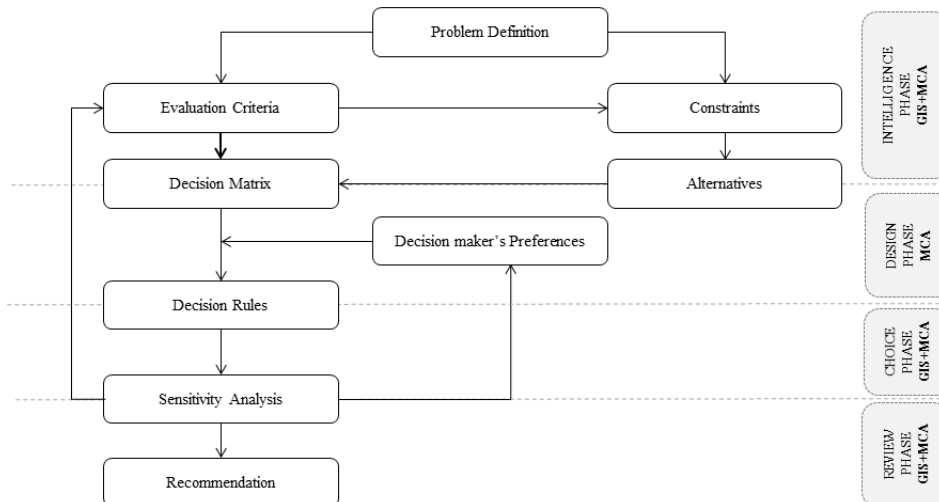 Problem Definition
Evaluation Criteria
Constraints
Decision Matrix
Alternatives
Decision maker’s Preferences
Decision Rules
Sensitivity Analysis
Recommendation
INTELLIGENCE
PHASE
GIS+MCA
DESIGN
PHASE
MCA
CHOICE
PHASE
GIS+MCA
REVIEW
PHASE
GIS+MCA